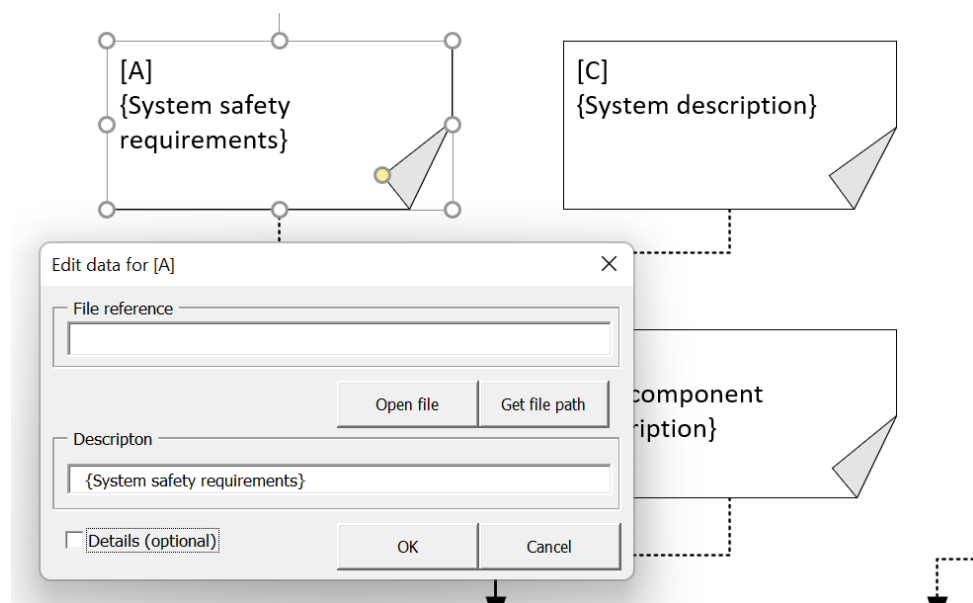 [A]
{System safety
requirements}
[C]
{System description}
Edit data for [A]
File reference
Open file
Get file path
component
Descripton
ription}
{System safety requirements}
Details (optional)
OK
Cancel